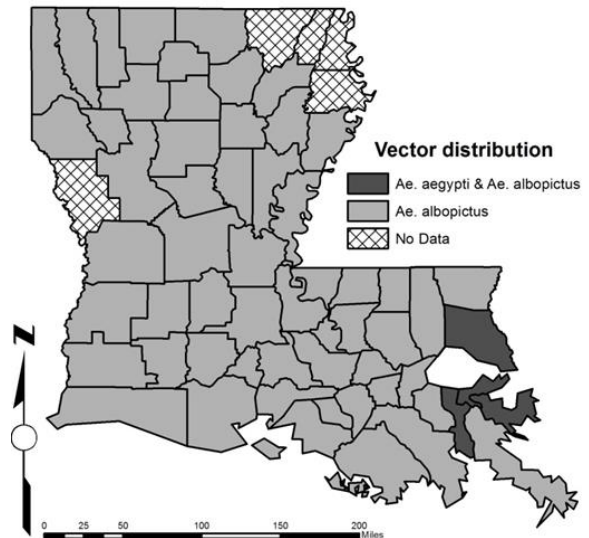 Vector distribution
Ae. aegypti & Ae. albopictus
Ae. albopictus
No Data
N
0 25 50 100 150 200
Miles